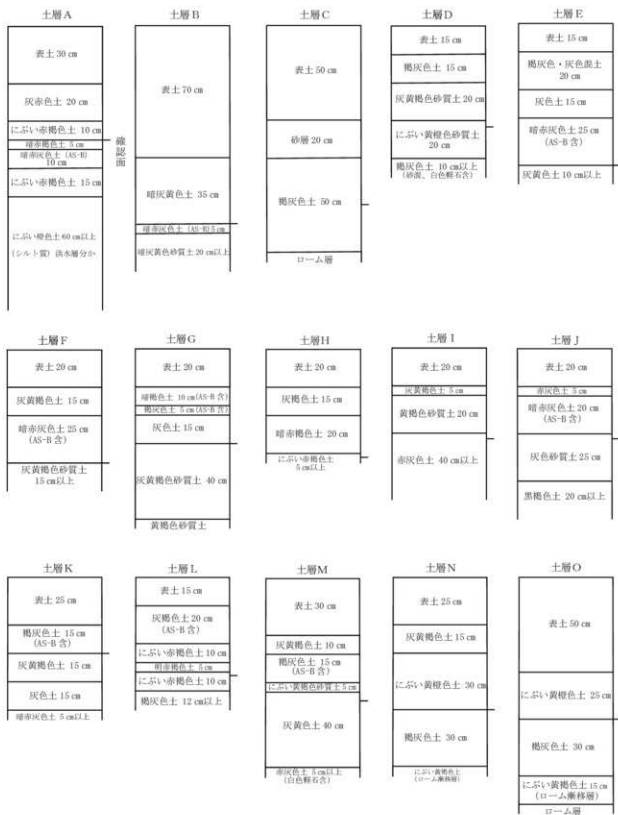 土層A
表土 30 cm
灰赤色土 20 cm
にぶい赤褐色土 10 cm
暗赤褐色土 5 cm
暗赤灰色土 (AS-B)
10 cm
にぶい赤褐色土 15 cm
にぶい橙色土 60 cm以上
(シルト質) 洪水層分か
確認面
土層B
表土 70 cm
暗灰黄色土 35 cm
暗赤灰色土 (AS-B) 5 cm
暗灰黄色砂質土 20 cm以上
土層C
表土 50 cm
砂層 20 cm
褐灰色土 50 cm
ローム層
土層D
表土 15 cm
褐灰色土 15 cm
灰黄褐色砂質土 20 cm
にぶい黄橙色砂質土
20 cm
褐灰色土 10 cm以上
(砂混、白色軽石含)
土層E
表土 15 cm
褐灰色・灰色混土
20 cm
灰色土 15 cm
暗赤灰色土 25 cm
(AS-B 含)
灰黄色土 10 cm以上
土層F
表土 20 cm
灰黄褐色土 15 cm
暗赤灰色土 25 cm
(AS-B 含)
灰黄褐色砂質土
15 cm以上
土層G
表土 20 cm
暗褐色土 10 cm (AS-B 含)
褐灰色土 5 cm (AS-B 含)
灰色土 15 cm
灰黄褐色砂質土 40 cm
黄褐色砂質土
土層H
表土 20 cm
灰褐色土 15 cm
暗赤褐色土 20 cm
にぶい赤褐色土
5 cm以上
土層I
表土 20 cm
灰黄褐色土 5 cm
黄褐色砂質土 20 cm
赤灰色土 40 cm以上
土層J
表土 20 cm
赤灰色土 5 cm
暗赤灰色土 20 cm
(AS-B 含)
灰色砂質土 25 cm
黒褐色土 20 cm以上
土層K
表土 25 cm
褐灰色土 15 cm
(AS-B 含)
灰黄褐色土 15 cm
灰色土 15 cm
暗赤灰色土 5 cm以上
土層L
表土 15 cm
灰褐色土 20 cm
(AS-B 含)
にぶい赤褐色土 10 cm
明赤褐色土 5 cm
にぶい赤褐色土 10 cm
褐灰色土 12 cm以上
土層M
表土 30 cm
灰黄褐色土 10 cm
褐灰色土 15 cm
(AS-B 含)
にぶい黄褐色砂質土 5 cm
灰黄色土 40 cm
赤灰色土 5 cm以上
(白色軽石含)
土層N
表土 25 cm
灰黄褐色土 15 cm
にぶい黄橙色土 30 cm
褐灰色土 30 cm
にぶい黄褐色土
(ローム漸移層)
土層O
表土 50 cm
にぶい黄橙色土 25 cm
褐灰色土 30 cm
にぶい黄褐色土 15 cm
(ローム漸移層)
ローム層